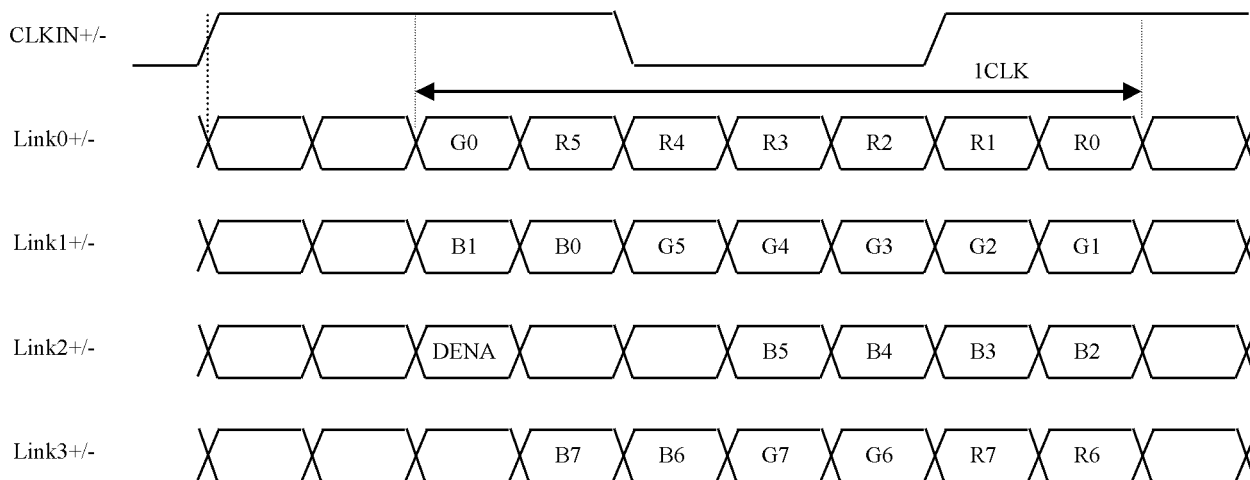 CLKIN+/-
1CLK
Link0+/- G0 R5 R4 R3 R2 R1 R0
Link1+/- B1 B0 G5 G4 G3 G2 G1
Link2+/- DENA B5 B4 B3 B2
Link3+/- B7 B6 G7 G6 R7 R6